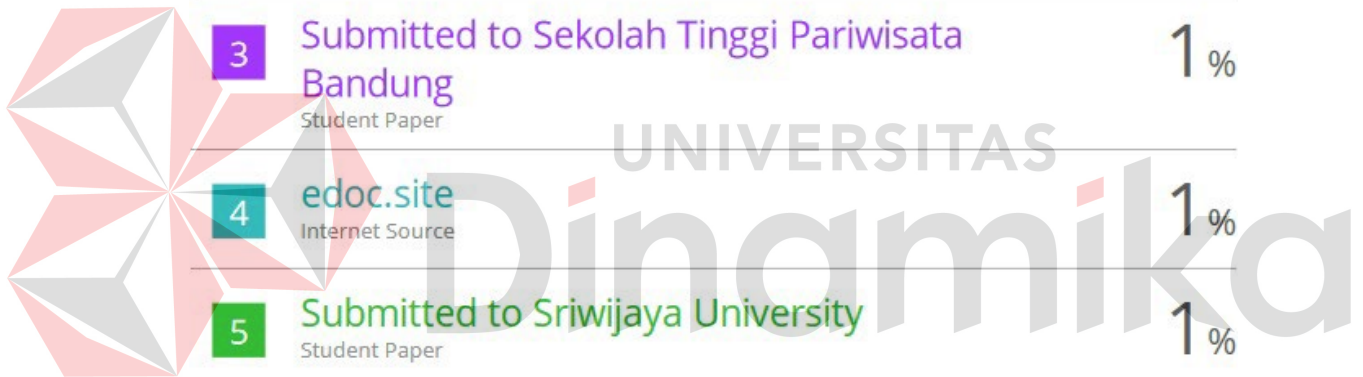 3
Submitted to Sekolah Tinggi Pariwisata
Bandung
Student Paper
1%
UNIVERSITAS
Dinamika
4
edoc.site
Internet Source
1%
5
Submitted to Sriwijaya University
Student Paper
1%